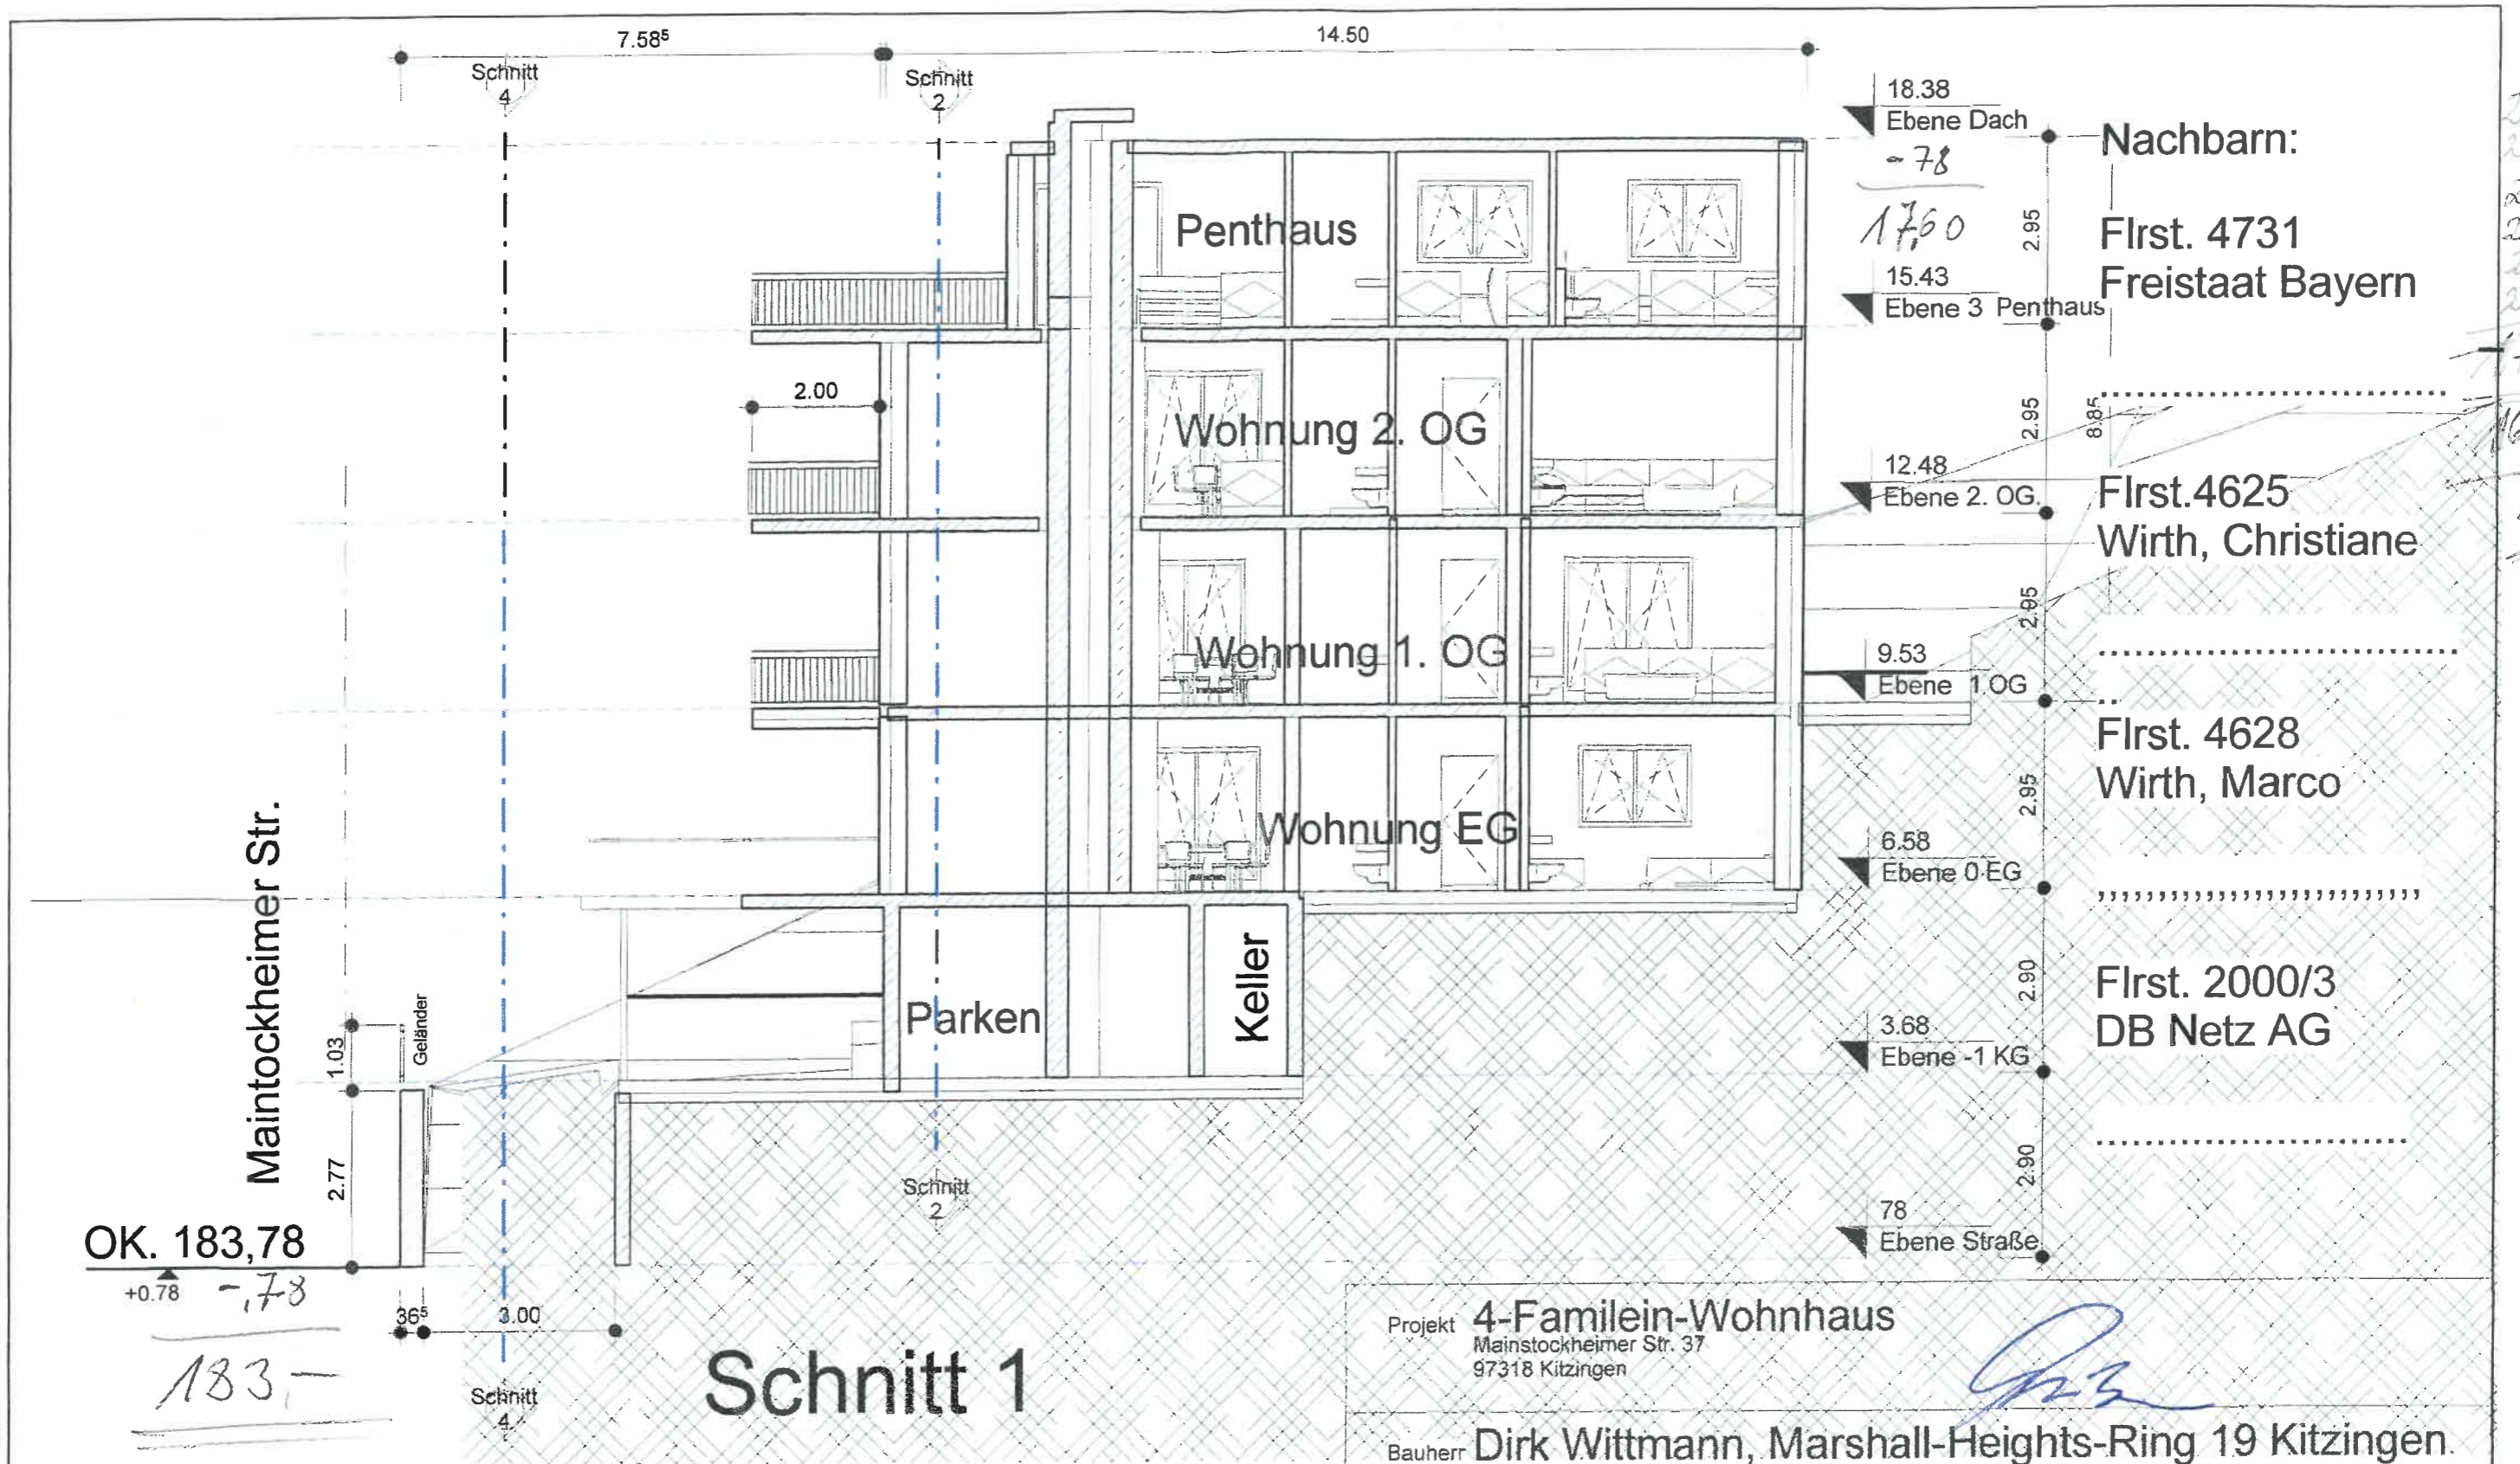 7.58⁵
14.50
Schnitt
4
Schnitt
2
18.38
Ebene Dach
-78
17,60
2.95
15.43
Ebene 3 Penthaus
2.95
8.85
12.48
Ebene 2. OG.
2.95
9.53
Ebene 1.OG
2.95
6.58
Ebene 0 EG
2.90
3.68
Ebene -1 KG
2.90
78
Ebene Straße
Nachbarn:
Flrst. 4731
Freistaat Bayern
Flrst.4625
Wirth, Christiane
Flrst. 4628
Wirth, Marco
Flrst. 2000/3
DB Netz AG
Penthaus
2.00
Wohnung 2. OG
Wohnung 1. OG
Wohnung EG
Parken
Keller
Maintockheimer Str.
Geländer
1.03
2.77
OK. 183,78
+0.78
-,78
183,-
36⁵
3.00
Schnitt
2
Schnitt
4
Schnitt 1
Projekt 4-Familein-Wohnhaus
Mainstockheimer Str. 37
97318 Kitzingen
Bauherr Dirk Wittmann, Marshall-Heights-Ring 19 Kitzingen.